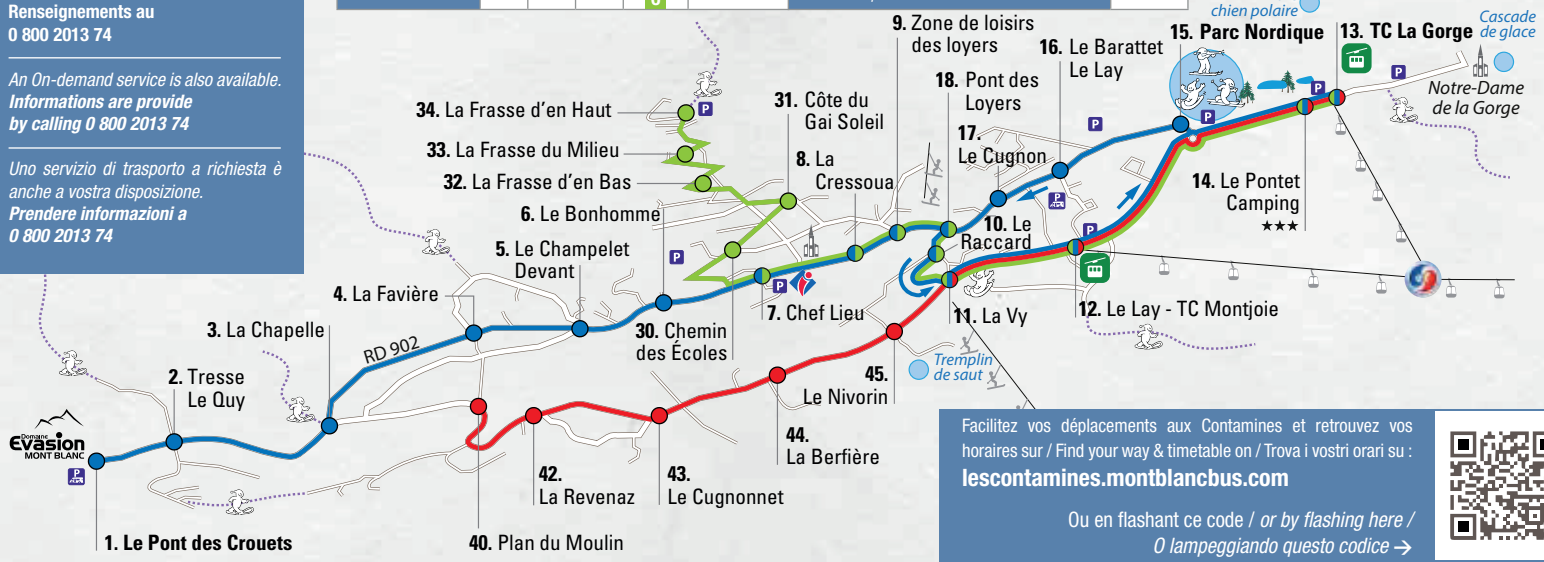 Renseignements au
0 800 2013 74
An On-demand service is also available.
Informations are provide
by calling 0 800 2013 74
Uno servizio di trasporto a richiesta è
anche a vostra disposizione.
Prendere informazioni a
0 800 2013 74
chien polaire
Cascade
de glace
9. Zone de loisirs
des loyers
16. Le Barattet
Le Lay
15. Parc Nordique
13. TC La Gorge
Notre-Dame
de la Gorge
34. La Frasse d'en Haut
31. Côte du
Gai Soleil
18. Pont des
Loyers
33. La Frasse du Milieu
8. La
Cressoua
17.
Le Cugnon
32. La Frasse d'en Bas
14. Le Pontet
Camping
★★★
6. Le Bonhomme
10. Le
Raccard
5. Le Champelet
Devant
4. La Favière
7. Chef Lieu
11. La Vy
12. Le Lay - TC Montjoie
3. La Chapelle
RD 902
30. Chemin
des Écoles
Tremplin
de saut
2. Tresse
Le Quy
45.
Le Nivorin
Domaine
Evasion
MONT BLANC
44.
La Berfière
42.
La Revenaz
43.
Le Cugnonnet
1. Le Pont des Crouets
40. Plan du Moulin
P
P
P
P
P
P
P
P
P
P
P
Facilitez vos déplacements aux Contamines et retrouvez vos
horaires sur / Find your way & timetable on / Trova i vostri orari su :
lescontamines.montblancbus.com
Ou en flashant ce code / or by flashing here /
O lampeggiando questo codice →